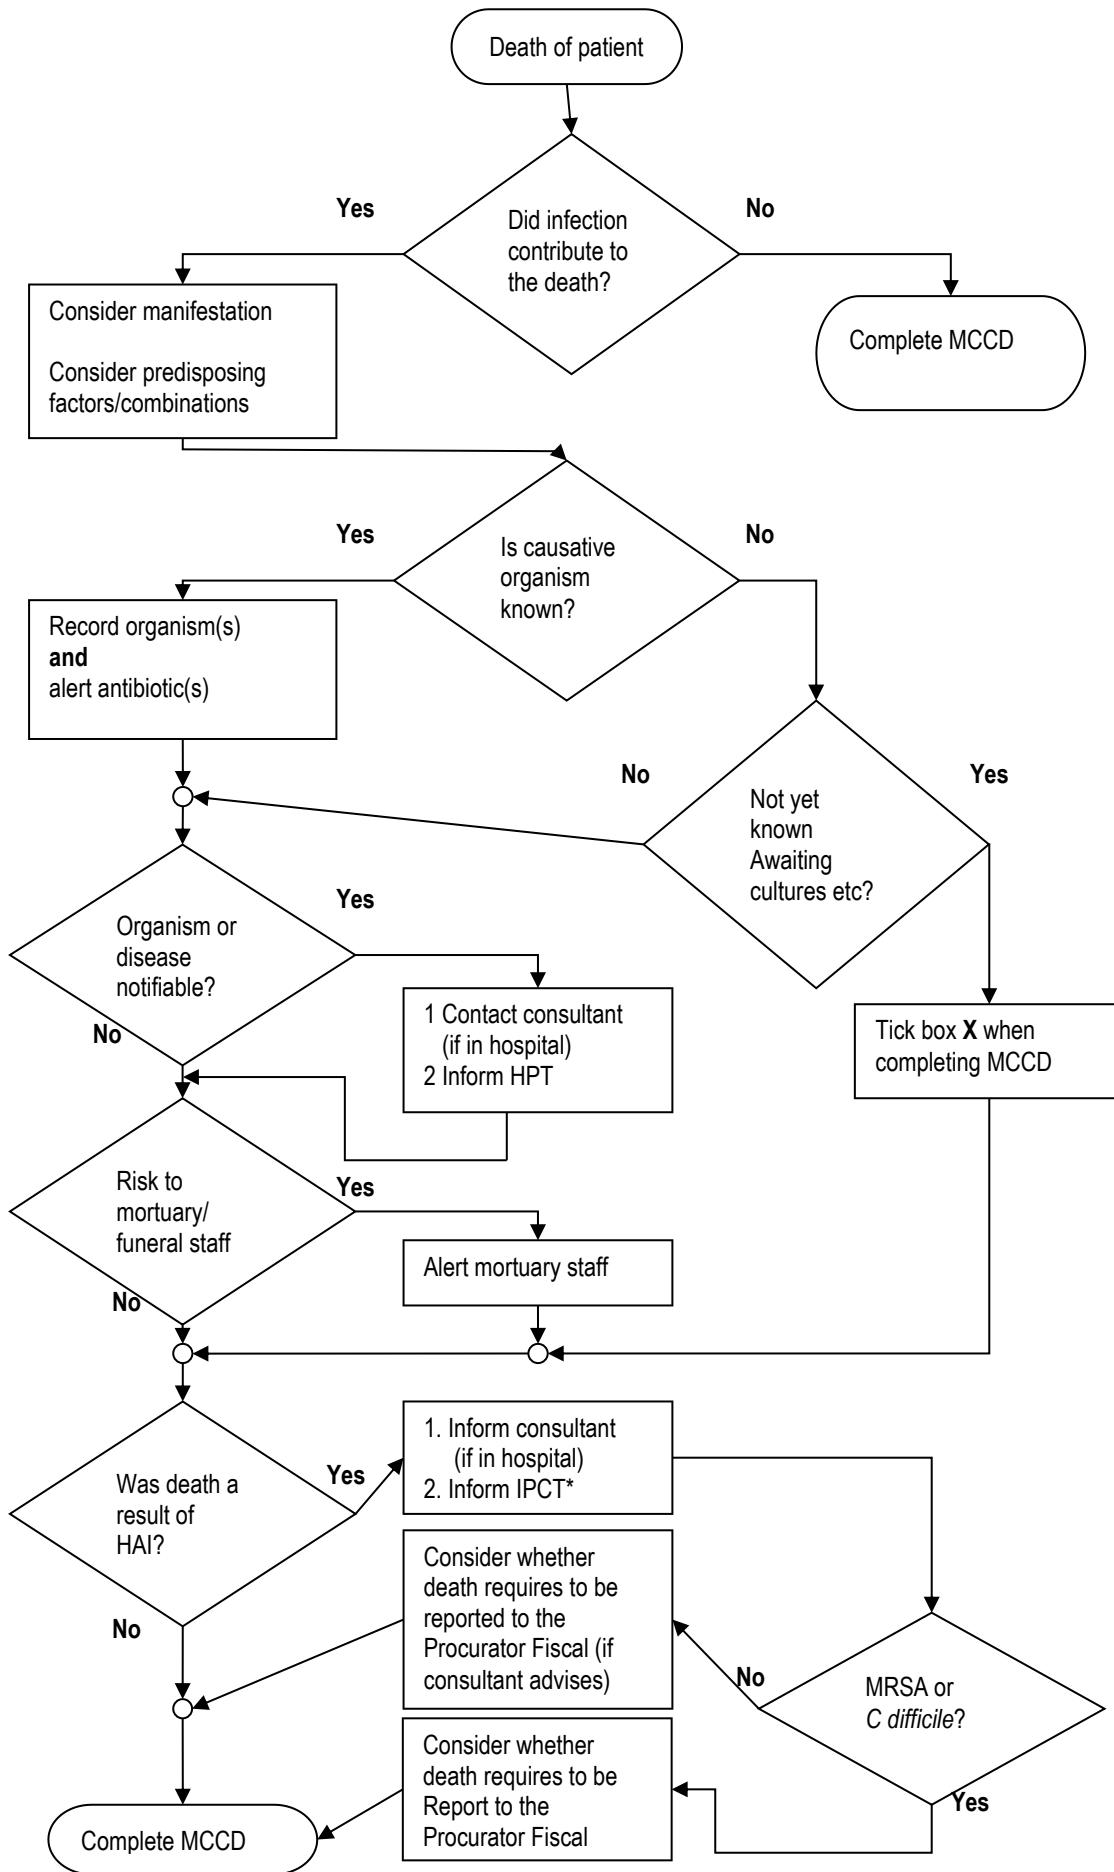 Death of patient
Yes
No
Did infection
contribute to
the death?
Consider manifestation
Consider predisposing
factors/combinations
Complete MCCD
Yes
No
Is causative
organism
known?
Record organism(s)
and
alert antibiotic(s)
No
Yes
Not yet
known
Awaiting
cultures etc?
Yes
Organism or
disease
notifiable?
No
1 Contact consultant
(if in hospital)
2 Inform HPT
Tick box X when
completing MCCD
Yes
Risk to
mortuary/
funeral staff
No
Alert mortuary staff
1. Inform consultant
(if in hospital)
2. Inform IPCT*
Yes
Was death a
result of
HAI?
No
Consider whether
death requires to be
reported to the
Procurator Fiscal (if
consultant advises)
No
MRSA or
C difficile?
Yes
Consider whether
death requires to be
Report to the
Procurator Fiscal
Complete MCCD